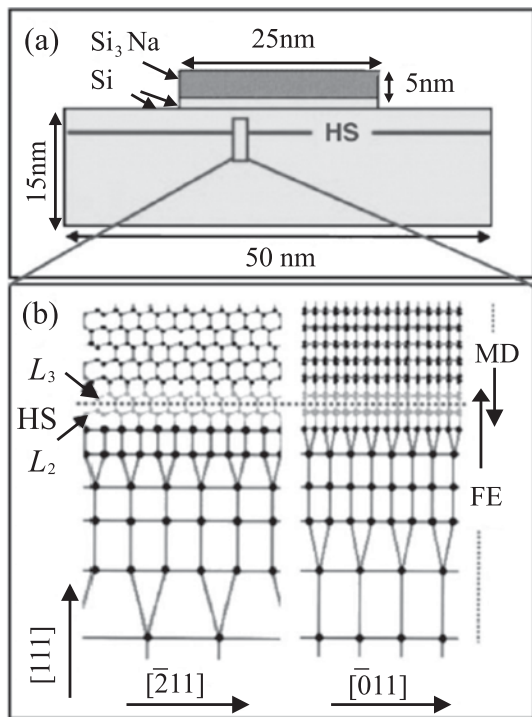 (a)
Si₃ Na
25nm
Si
5nm
HS
15nm
50 nm
(b)
L₃
MD
HS
L₂
FE
[111]
[2̅11]
[0̅11]